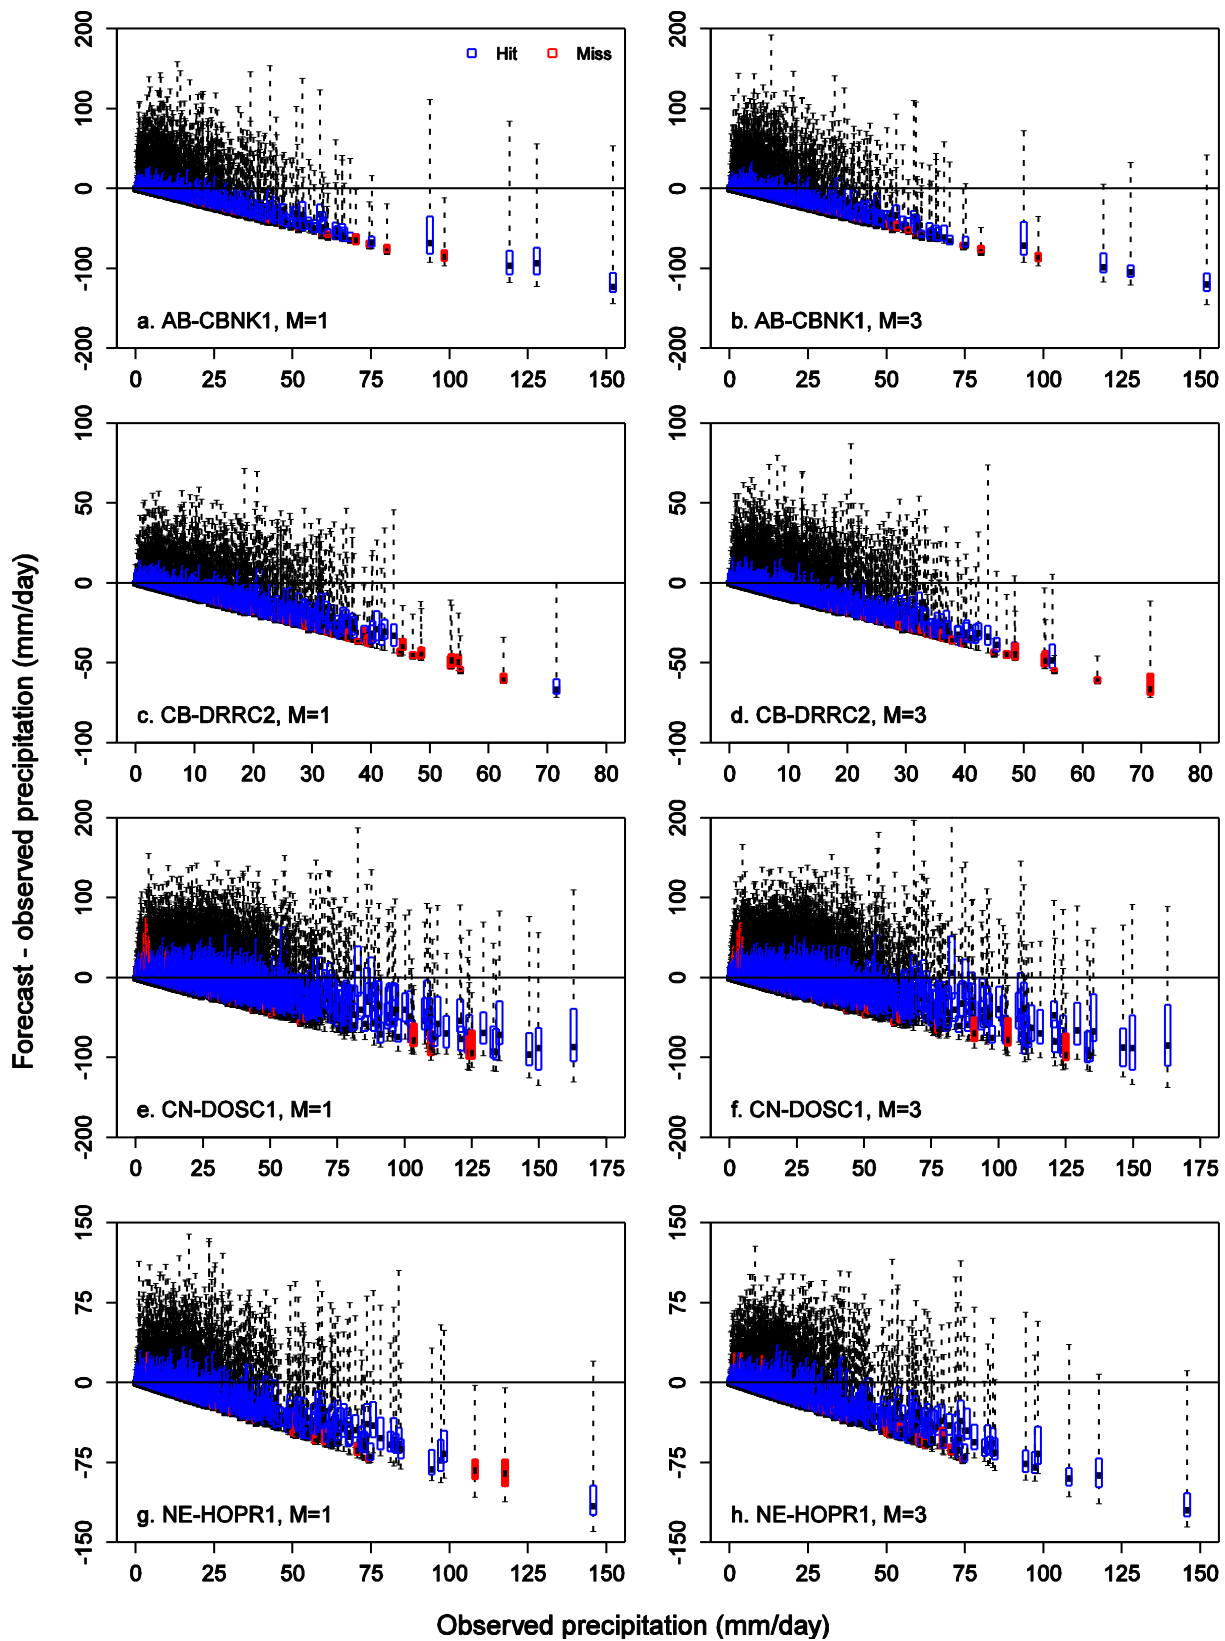 Forecast - observed precipitation (mm/day)
200
100
0
-100
-200
Hit Miss
a. AB-CBNK1, M=1
0 25 50 75 100 125 150
200
100
0
-100
-200
b. AB-CBNK1, M=3
0 25 50 75 100 125 150
100
50
0
-50
-100
c. CB-DRRC2, M=1
0 10 20 30 40 50 60 70 80
100
50
0
-50
-100
d. CB-DRRC2, M=3
0 10 20 30 40 50 60 70 80
200
100
0
-100
-200
e. CN-DOSC1, M=1
0 25 50 75 100 125 150 175
200
100
0
-100
-200
f. CN-DOSC1, M=3
0 25 50 75 100 125 150 175
150
75
0
-75
-150
g. NE-HOPR1, M=1
0 25 50 75 100 125 150
150
75
0
-75
-150
h. NE-HOPR1, M=3
0 25 50 75 100 125 150
Observed precipitation (mm/day)